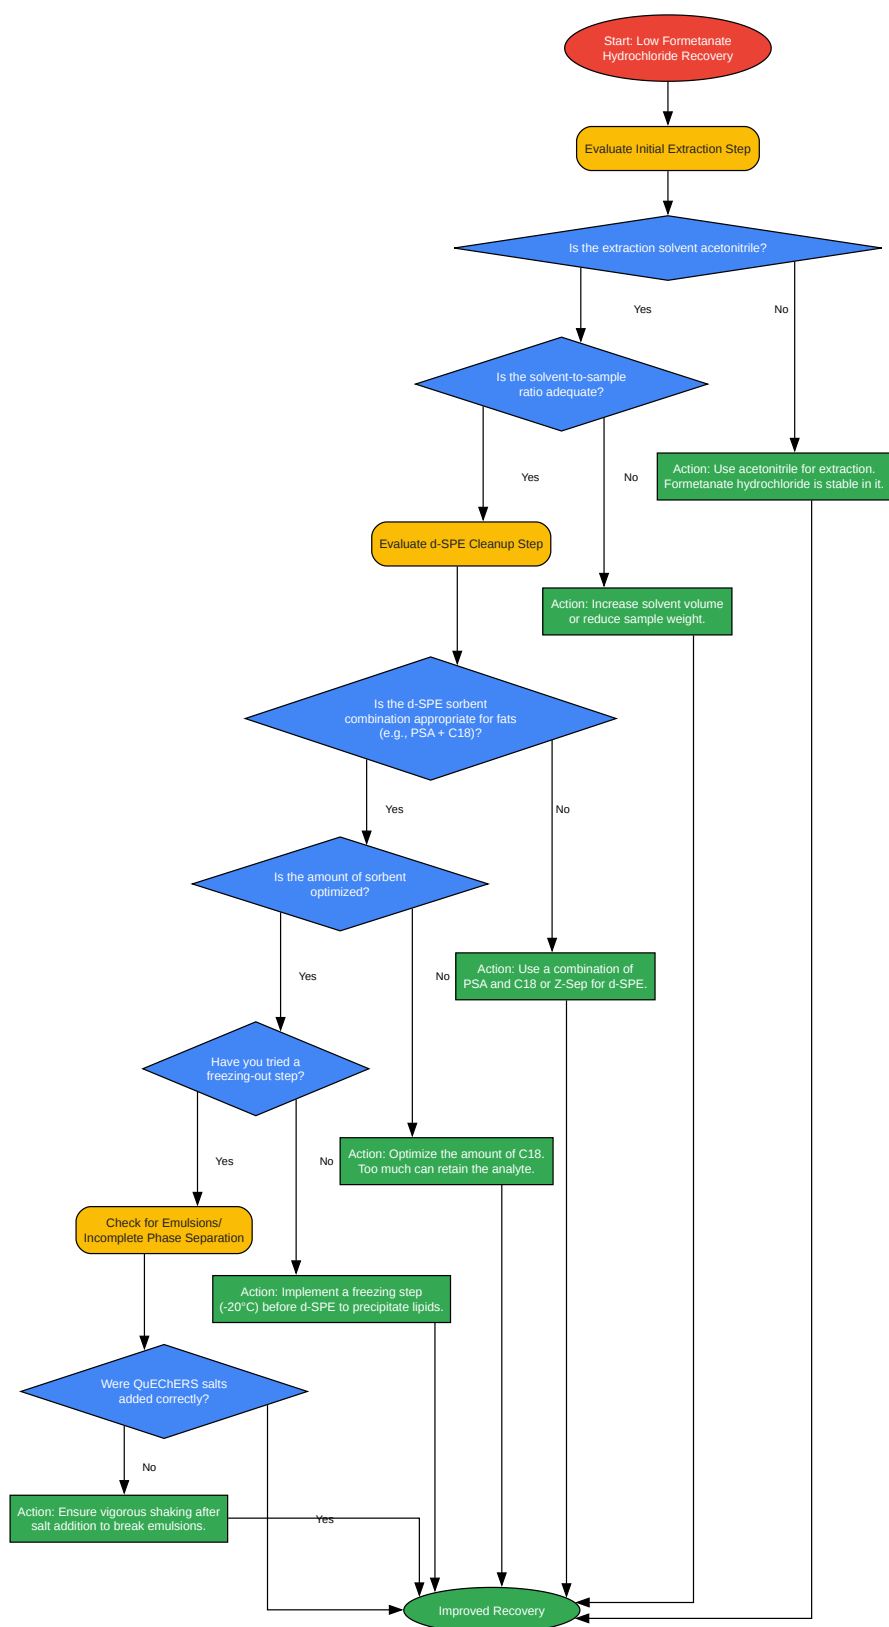 Start: Low Formetanate
Hydrochloride Recovery
Evaluate Initial Extraction Step
Is the extraction solvent acetonitrile?
Yes
No
Is the solvent-to-sample
ratio adequate?
Action: Use acetonitrile for extraction.
Formetanate hydrochloride is stable in it.
Yes
No
Evaluate d-SPE Cleanup Step
Action: Increase solvent volume
or reduce sample weight.
Is the d-SPE sorbent
combination appropriate for fats
(e.g., PSA + C18)?
Yes
No
Is the amount of sorbent
optimized?
Action: Use a combination of
PSA and C18 or Z-Sep for d-SPE.
Yes
No
Have you tried a
freezing-out step?
Action: Optimize the amount of C18.
Too much can retain the analyte.
Yes
No
Check for Emulsions/
Incomplete Phase Separation
Action: Implement a freezing step
(-20°C) before d-SPE to precipitate lipids.
Were QuEChERS salts
added correctly?
No
Action: Ensure vigorous shaking after
salt addition to break emulsions.
Yes
Improved Recovery